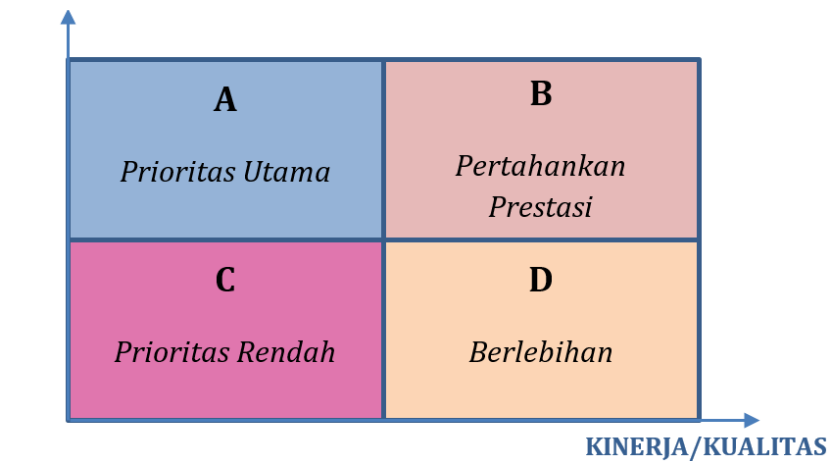 A
Prioritas Utama
B
Pertahankan
Prestasi
C
Prioritas Rendah
D
Berlebihan
KINERJA/KUALITAS